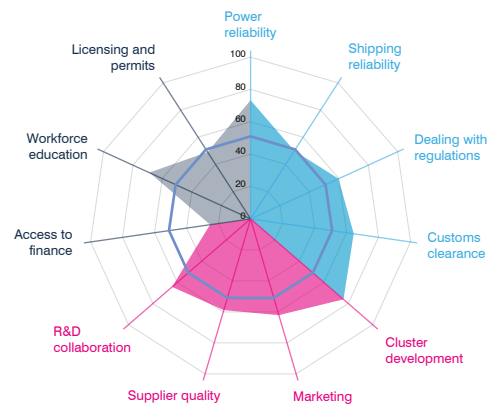 Power
reliability
Shipping
reliability
Licensing and
permits
100
80
60
40
20
0
Workforce
education
Dealing with
regulations
Access to
finance
Customs
clearance
R&D
collaboration
Cluster
development
Supplier quality
Marketing